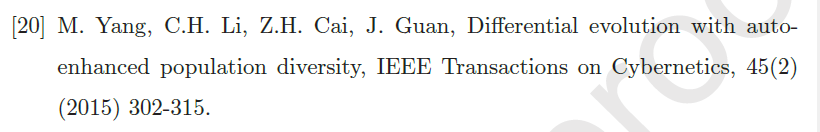 [20] M. Yang, C.H. Li, Z.H. Cai, J. Guan, Differential evolution with auto-
enhanced population diversity, IEEE Transactions on Cybernetics, 45(2)
(2015) 302-315.